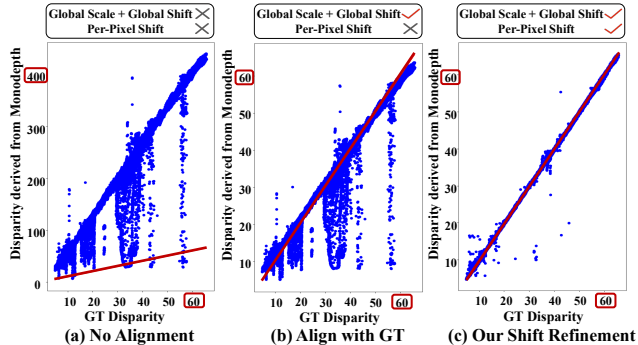 Global Scale + Global Shift ✕
Per-Pixel Shift ✕
Disparity derived from Monodepth
400
300
200
100
0
10 20 30 40 50 60
GT Disparity
(a) No Alignment
Global Scale + Global Shift ✓
Per-Pixel Shift ✕
Disparity derived from Monodepth
60
50
40
30
20
10
10 20 30 40 50 60
GT Disparity
(b) Align with GT
Global Scale + Global Shift ✓
Per-Pixel Shift ✓
Disparity derived from Monodepth
60
50
40
30
20
10
10 20 30 40 50 60
GT Disparity
(c) Our Shift Refinement